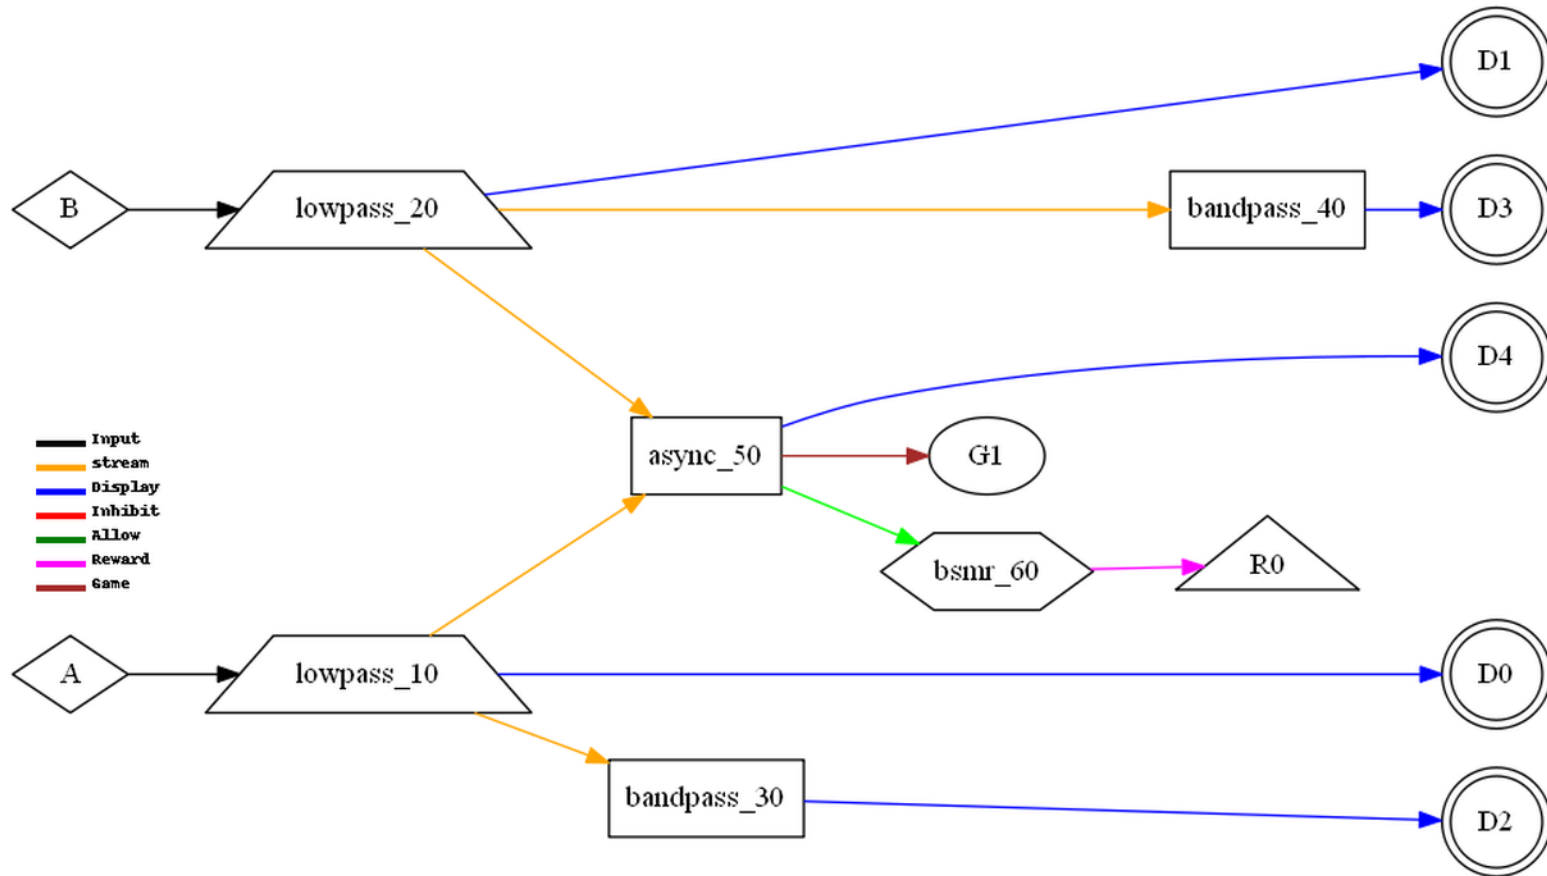 D1
B
lowpass_20
bandpass_40
D3
D4
Input
stream
Display
Inhibit
Allow
Reward
Game
async_50
G1
bsmr_60
R0
A
lowpass_10
D0
bandpass_30
D2